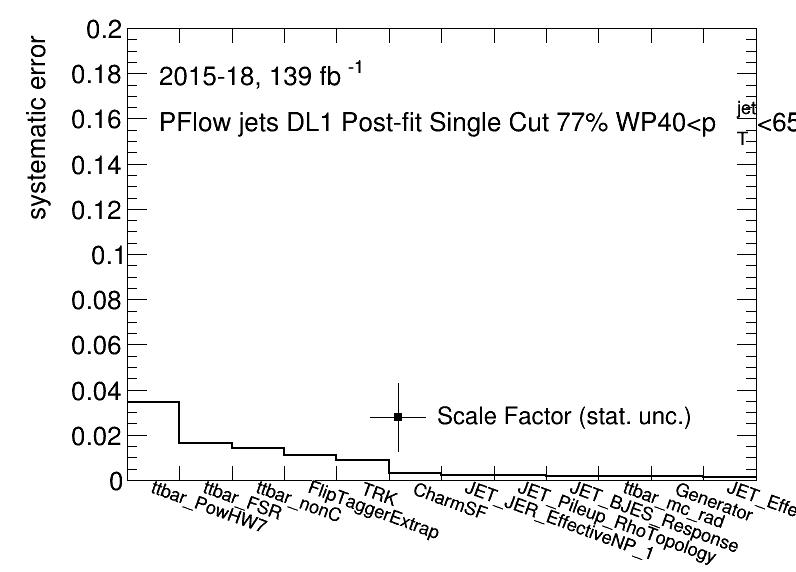 systematic error
0.2
0.18
0.16
0.14
0.12
0.1
0.08
0.06
0.04
0.02
0
2015-18, 139 fb -1
PFlow jets DL1 Post-fit Single Cut 77% WP40<p jet T <65
Scale Factor (stat. unc.)
ttbar_PowHW7
ttbar_FSR
ttbar_nonC
FlipTaggerExtrap
TRK
CharmSF
JET_JER_EffectiveNP_1
JET_Pileup_RhoTopology
JET_BJES_Response
ttbar_mc_rad
Generator
JET_Effe